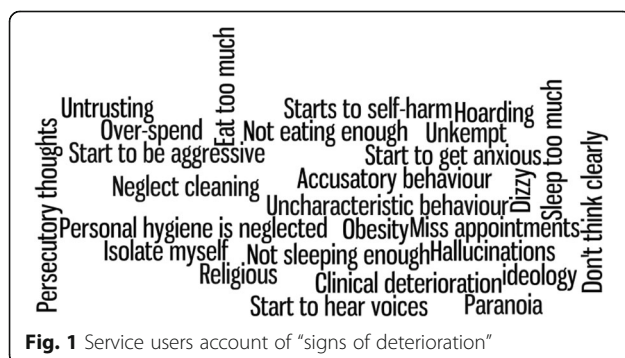 Eat too much
Untrusting
Starts to self-harm
Hoarding
Over-spend
Not eating enough
Unkempt
Sleep too much
Start to be aggressive
Start to get anxious
Persecutory thoughts
Neglect cleaning
Accusatory behaviour
Dizzy
Don't think clearly
Uncharacteristic behaviour
Personal hygiene is neglected
Obesity
Miss appointments
Isolate myself
Not sleeping enough
Hallucinations
Religious
Clinical deterioration
ideology
Start to hear voices
Paranoia
Fig. 1 Service users account of “signs of deterioration”